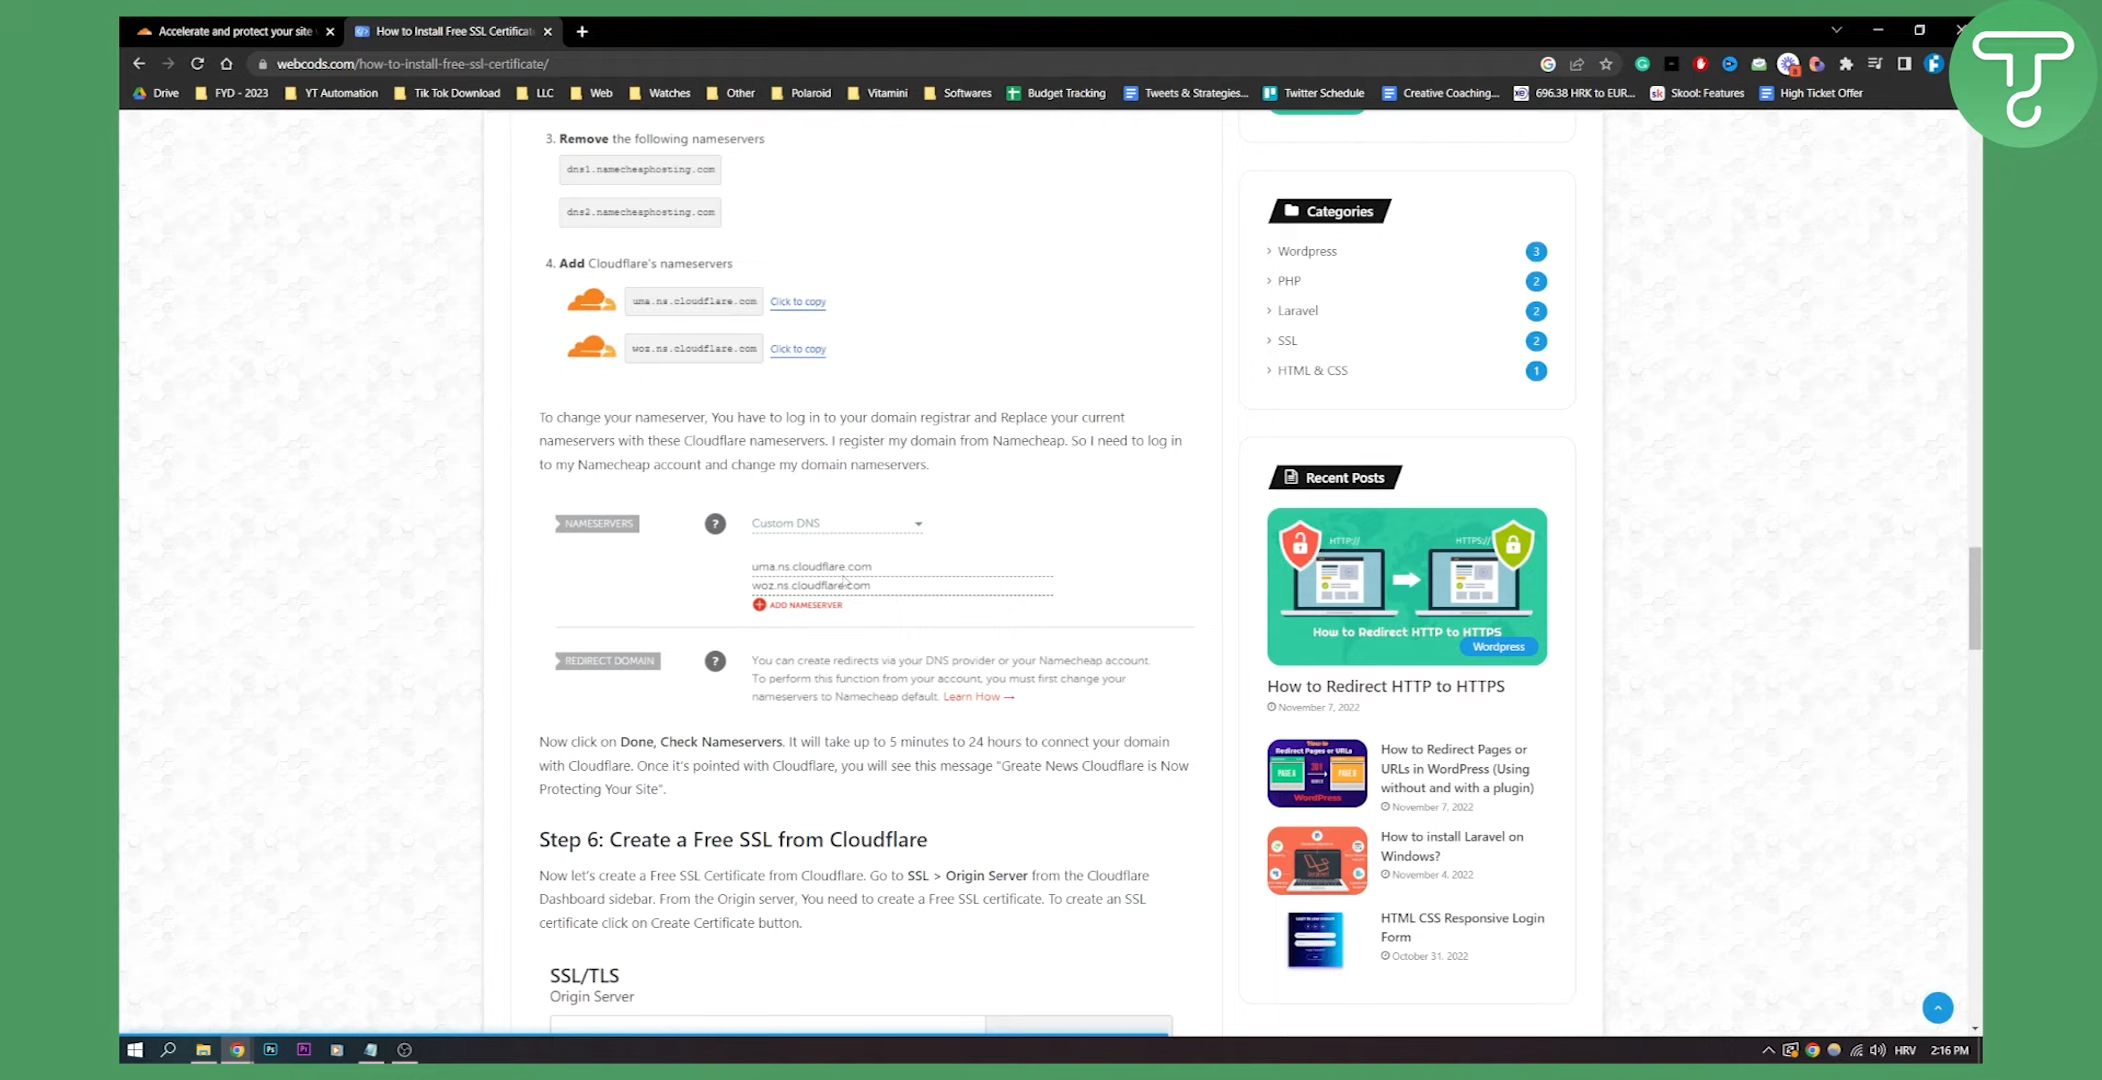 Accelerate and protect your site
How to Install Free SSL Certificat
webcods.com/how-to-install-free-ssl-certificate/
Drive
FYD - 2023
YT Automation
Tik Tok Download
LLC
Web
Watches
Other
Polaroid
Vitamini
Softwares
Budget Tracking
Tweets & Strategies...
Twitter Schedule
Creative Coaching...
696.38 HRK to EUR...
Skool: Features
High Ticket Offer
3. Remove the following nameservers
dns1.namecheaphosting.com
dns2.namecheaphosting.com
4. Add Cloudflare's nameservers
uma.ns.cloudflare.com Click to copy
woz.ns.cloudflare.com Click to copy
To change your nameserver, You have to log in to your domain registrar and Replace your current
nameservers with these Cloudflare nameservers. I register my domain from Namecheap. So I need to log in
to my Namecheap account and change my domain nameservers.
NAMESERVERS ? Custom DNS
uma.ns.cloudflare.com
woz.ns.cloudflare.com
ADD NAMESERVER
REDIRECT DOMAIN ? You can create redirects via your DNS provider or your Namecheap account.
To perform this function from your account, you must first change your
nameservers to Namecheap default. Learn How →
Now click on Done, Check Nameservers. It will take up to 5 minutes to 24 hours to connect your domain
with Cloudflare. Once it's pointed with Cloudflare, you will see this message "Greate News Cloudflare is Now
Protecting Your Site".
Step 6: Create a Free SSL from Cloudflare
Now let's create a Free SSL Certificate from Cloudflare. Go to SSL > Origin Server from the Cloudflare
Dashboard sidebar. From the Origin server, You need to create a Free SSL certificate. To create an SSL
certificate click on Create Certificate button.
SSL/TLS
Origin Server
Categories
Wordpress 3
PHP 2
Laravel 2
SSL 2
HTML & CSS 1
Recent Posts
HTTP:// HTTPS://
How to Redirect HTTP to HTTPS
Wordpress
How to Redirect HTTP to HTTPS
November 7, 2022
Redirect Pages or URLs
PAGE A 301 PAGE B
WordPress
How to Redirect Pages or
URLs in WordPress (Using
without and with a plugin)
November 7, 2022
How to install Laravel on
Windows?
November 4, 2022
HTML CSS Responsive Login
Form
October 31, 2022
Ps
Pr
HRV
2:16 PM